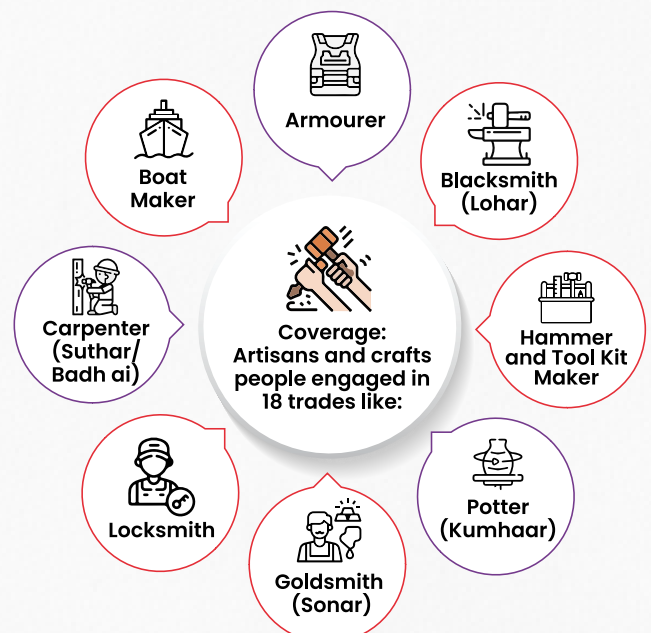 Armourer
Boat
Maker
Blacksmith
(Lohar)
Carpenter
(Suthar/
Badh ai)
Coverage:
Artisans and crafts
people engaged in
18 trades like:
Hammer
and Tool Kit
Maker
Locksmith
Potter
(Kumhaar)
Goldsmith
(Sonar)